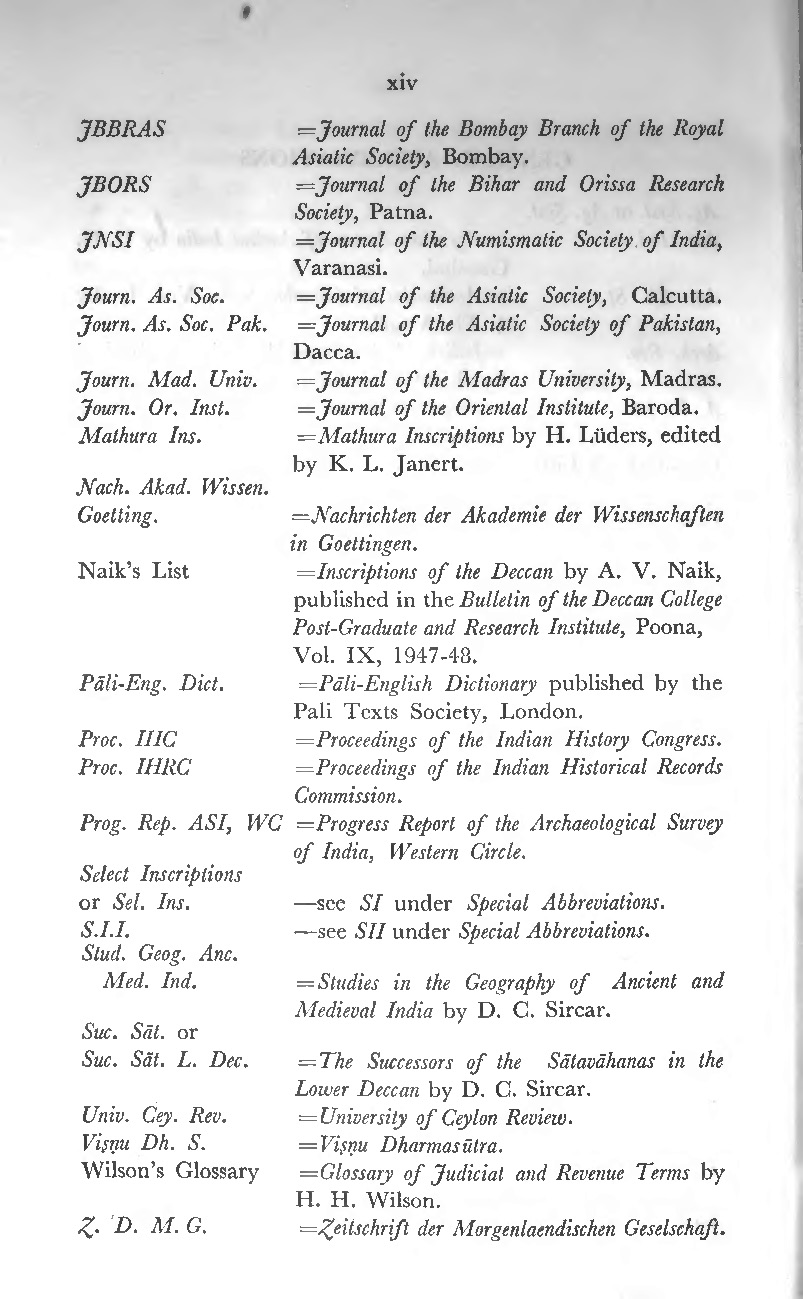 xiv
JBBRAS =Journal of the Bombay Branch of the Royal
Asiatic Society, Bombay.
JBORS =Journal of the Bihar and Orissa Research
Society, Patna.
JNSI =Journal of the Numismatic Society of India,
Varanasi.
Journ. As. Soc. =Journal of the Asiatic Society, Calcutta.
Journ. As. Soc. Pak. =Journal of the Asiatic Society of Pakistan,
Dacca.
Journ. Mad. Univ. =Journal of the Madras University, Madras.
Journ. Or. Inst. =Journal of the Oriental Institute, Baroda.
Mathura Ins. =Mathura Inscriptions by H. Lüders, edited
by K. L. Janert.
Nach. Akad. Wissen.
Goetting. =Nachrichten der Akademie der Wissenschaften
in Goettingen.
Naik's List =Inscriptions of the Deccan by A. V. Naik,
published in the Bulletin of the Deccan College
Post-Graduate and Research Institute, Poona,
Vol. IX, 1947-48.
Pāli-Eng. Dict. =Pāli-English Dictionary published by the
Pali Texts Society, London.
Proc. IHC =Proceedings of the Indian History Congress.
Proc. IHRC =Proceedings of the Indian Historical Records
Commission.
Prog. Rep. ASI, WC =Progress Report of the Archaeological Survey
of India, Western Circle.
Select Inscriptions
or Sel. Ins. —see SI under Special Abbreviations.
S.I.I. —see SII under Special Abbreviations.
Stud. Geog. Anc.
Med. Ind. =Studies in the Geography of Ancient and
Medieval India by D. C. Sircar.
Suc. Sāt. or
Suc. Sāt. L. Dec. =The Successors of the Sātavāhanas in the
Lower Deccan by D. C. Sircar.
Univ. Cey. Rev. =University of Ceylon Review.
Viṣṇu Dh. S. =Viṣṇu Dharmasūtra.
Wilson's Glossary =Glossary of Judicial and Revenue Terms by
H. H. Wilson.
Z. D. M. G. =Zeitschrift der Morgenlaendischen Geselschaft.